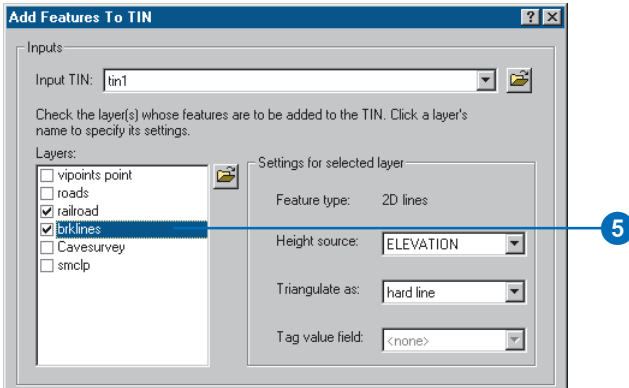 Add Features To TIN
Inputs
Input TIN: tin1
Check the layer(s) whose features are to be added to the TIN. Click a layer's
name to specify its settings.
Layers:
vipoints point
roads
railroad
brklines
Cavesurvey
smclp
Settings for selected layer
Feature type: 2D lines
Height source: ELEVATION
Triangulate as: hard line
Tag value field: <none>
5